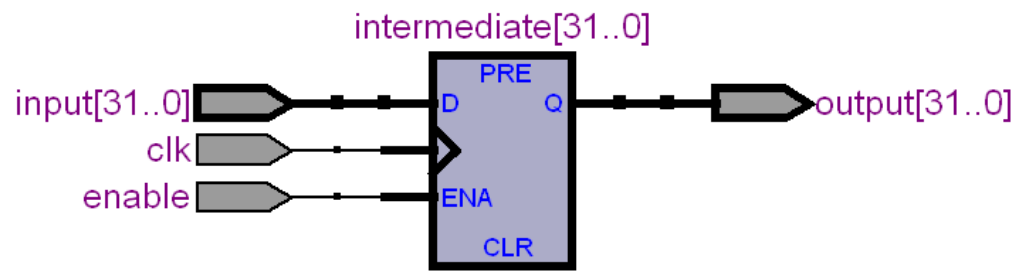 intermediate[31..0]
PRE
input[31..0] D Q output[31..0]
clk
enable ENA
CLR